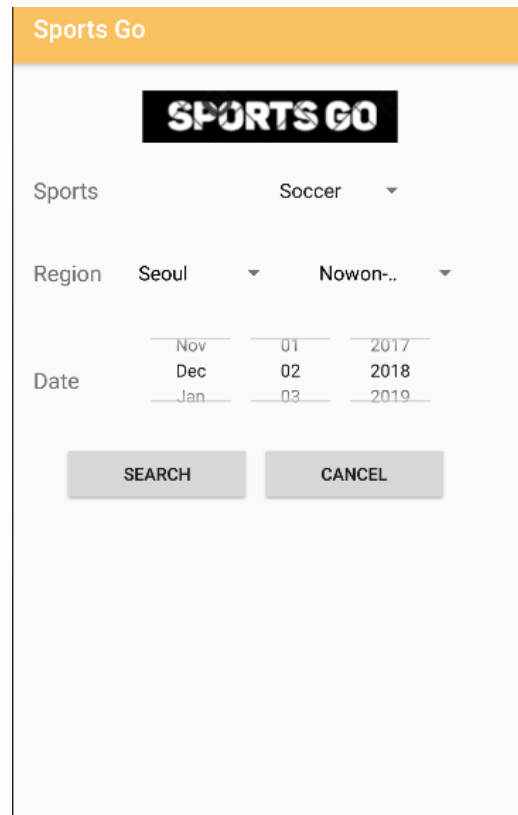 Sports Go
SPORTS GO
Sports Soccer
Region Seoul Nowon-..
Nov 01 2017
Date Dec 02 2018
Jan 03 2019
SEARCH CANCEL